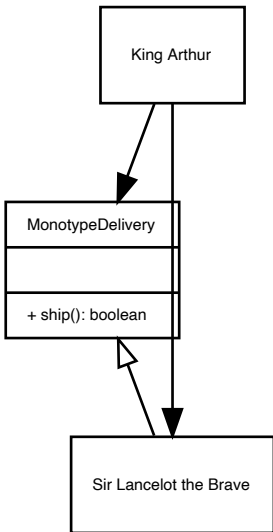 King Arthur
MonotypeDelivery
+ ship(): boolean
Sir Lancelot the Brave